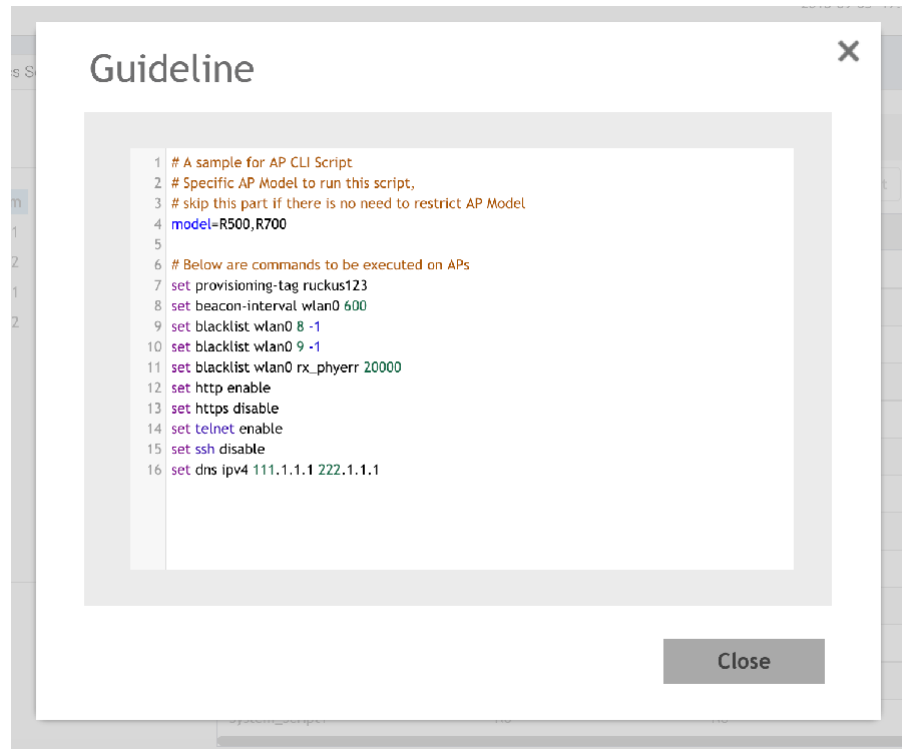 Guideline
1 # A sample for AP CLI Script
2 # Specific AP Model to run this script,
3 # skip this part if there is no need to restrict AP Model
4 model=R500,R700
5
6 # Below are commands to be executed on APs
7 set provisioning-tag ruckus123
8 set beacon-interval wlan0 600
9 set blacklist wlan0 8 -1
10 set blacklist wlan0 9 -1
11 set blacklist wlan0 rx_phyerr 20000
12 set http enable
13 set https disable
14 set telnet enable
15 set ssh disable
16 set dns ipv4 111.1.1.1 222.1.1.1
Close